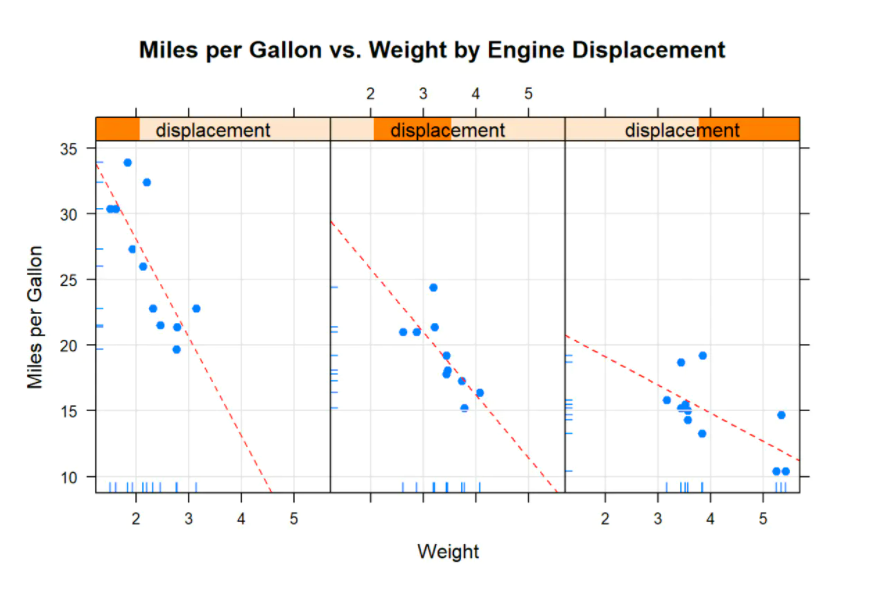 Miles per Gallon vs. Weight by Engine Displacement
2 3 4 5
displacement displacement displacement
35
30
25
20
15
10
Miles per Gallon
2 3 4 5 2 3 4 5
Weight